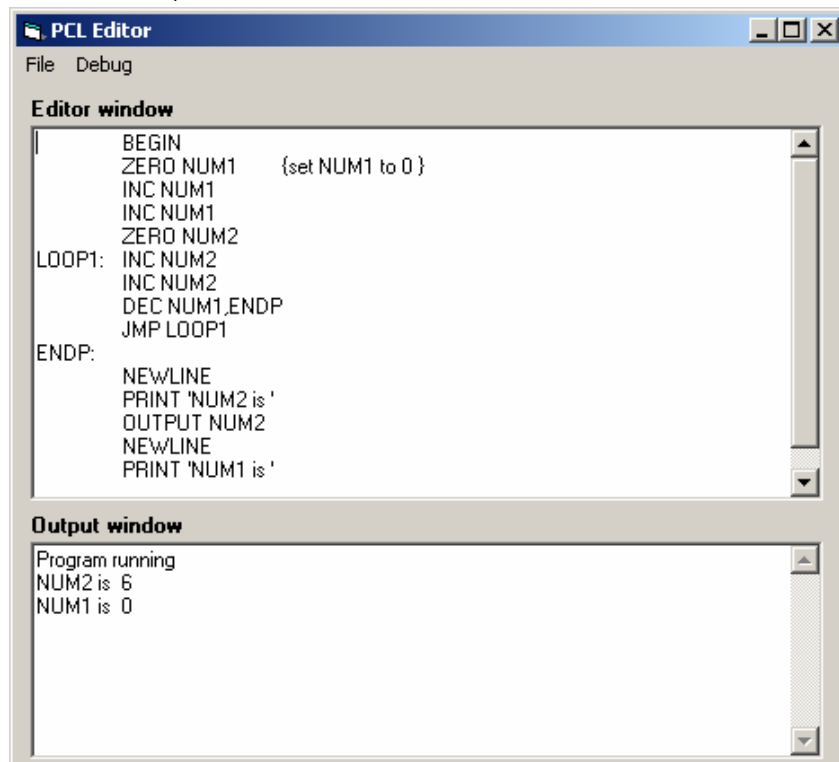 PCL Editor
File Debug
Editor window
BEGIN
ZERO NUM1 {set NUM1 to 0 }
INC NUM1
INC NUM1
ZERO NUM2
LOOP1: INC NUM2
INC NUM2
DEC NUM1,ENDP
JMP LOOP1
ENDP:
NEWLINE
PRINT 'NUM2 is '
OUTPUT NUM2
NEWLINE
PRINT 'NUM1 is '
Output window
Program running
NUM2 is 6
NUM1 is 0